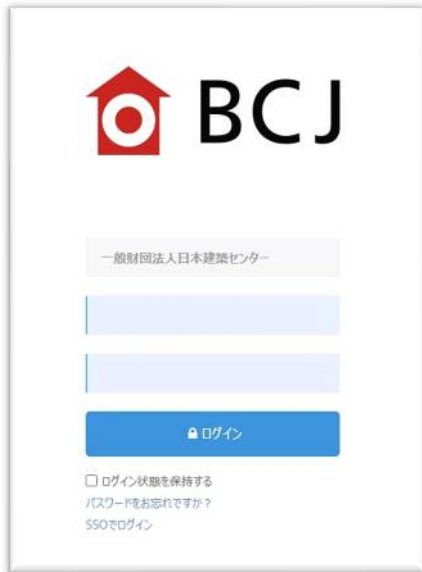 BCJ
一般財団法人日本建築センター
ログイン
ログイン状態を保持する
パスワードをお忘れですか？
SSOでログイン